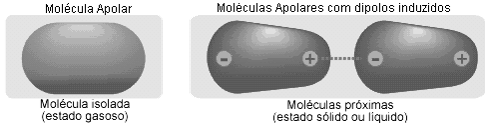 Molécula Apolar
Molécula isolada
(estado gasoso)
Moléculas Apolares com dipolos induzidos
- + - +
Moléculas próximas
(estado sólido ou líquido)